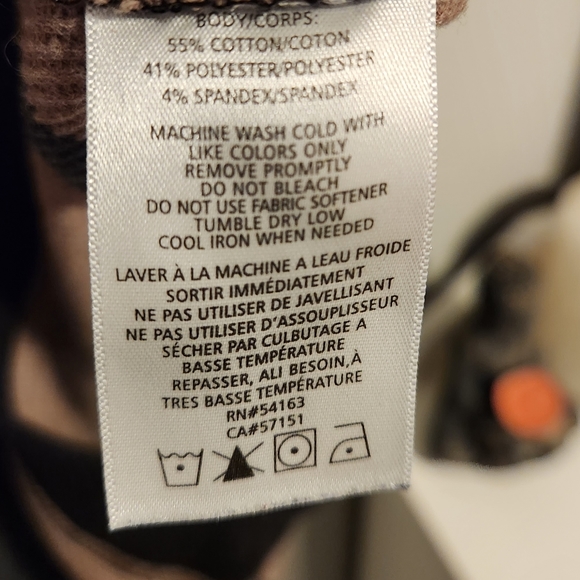 BODY/CORPS:
55% COTTON/COTON
41% POLYESTER/POLYESTER
4% SPANDEX/SPANDEX
MACHINE WASH COLD WITH
LIKE COLORS ONLY
REMOVE PROMPTLY
DO NOT BLEACH
DO NOT USE FABRIC SOFTENER
TUMBLE DRY LOW
COOL IRON WHEN NEEDED
LAVER À LA MACHINE A LEAU FROIDE
SORTIR IMMÉDIATEMENT
NE PAS UTILISER DE JAVELLISANT
NE PAS UTILISER D'ASSOUPLISSEUR
SÉCHER PAR CULBUTAGE A
BASSE TEMPÉRATURE
REPASSER, ALI BESOIN,À
TRES BASSE TEMPÉRATURE
RN#54163
CA#57151